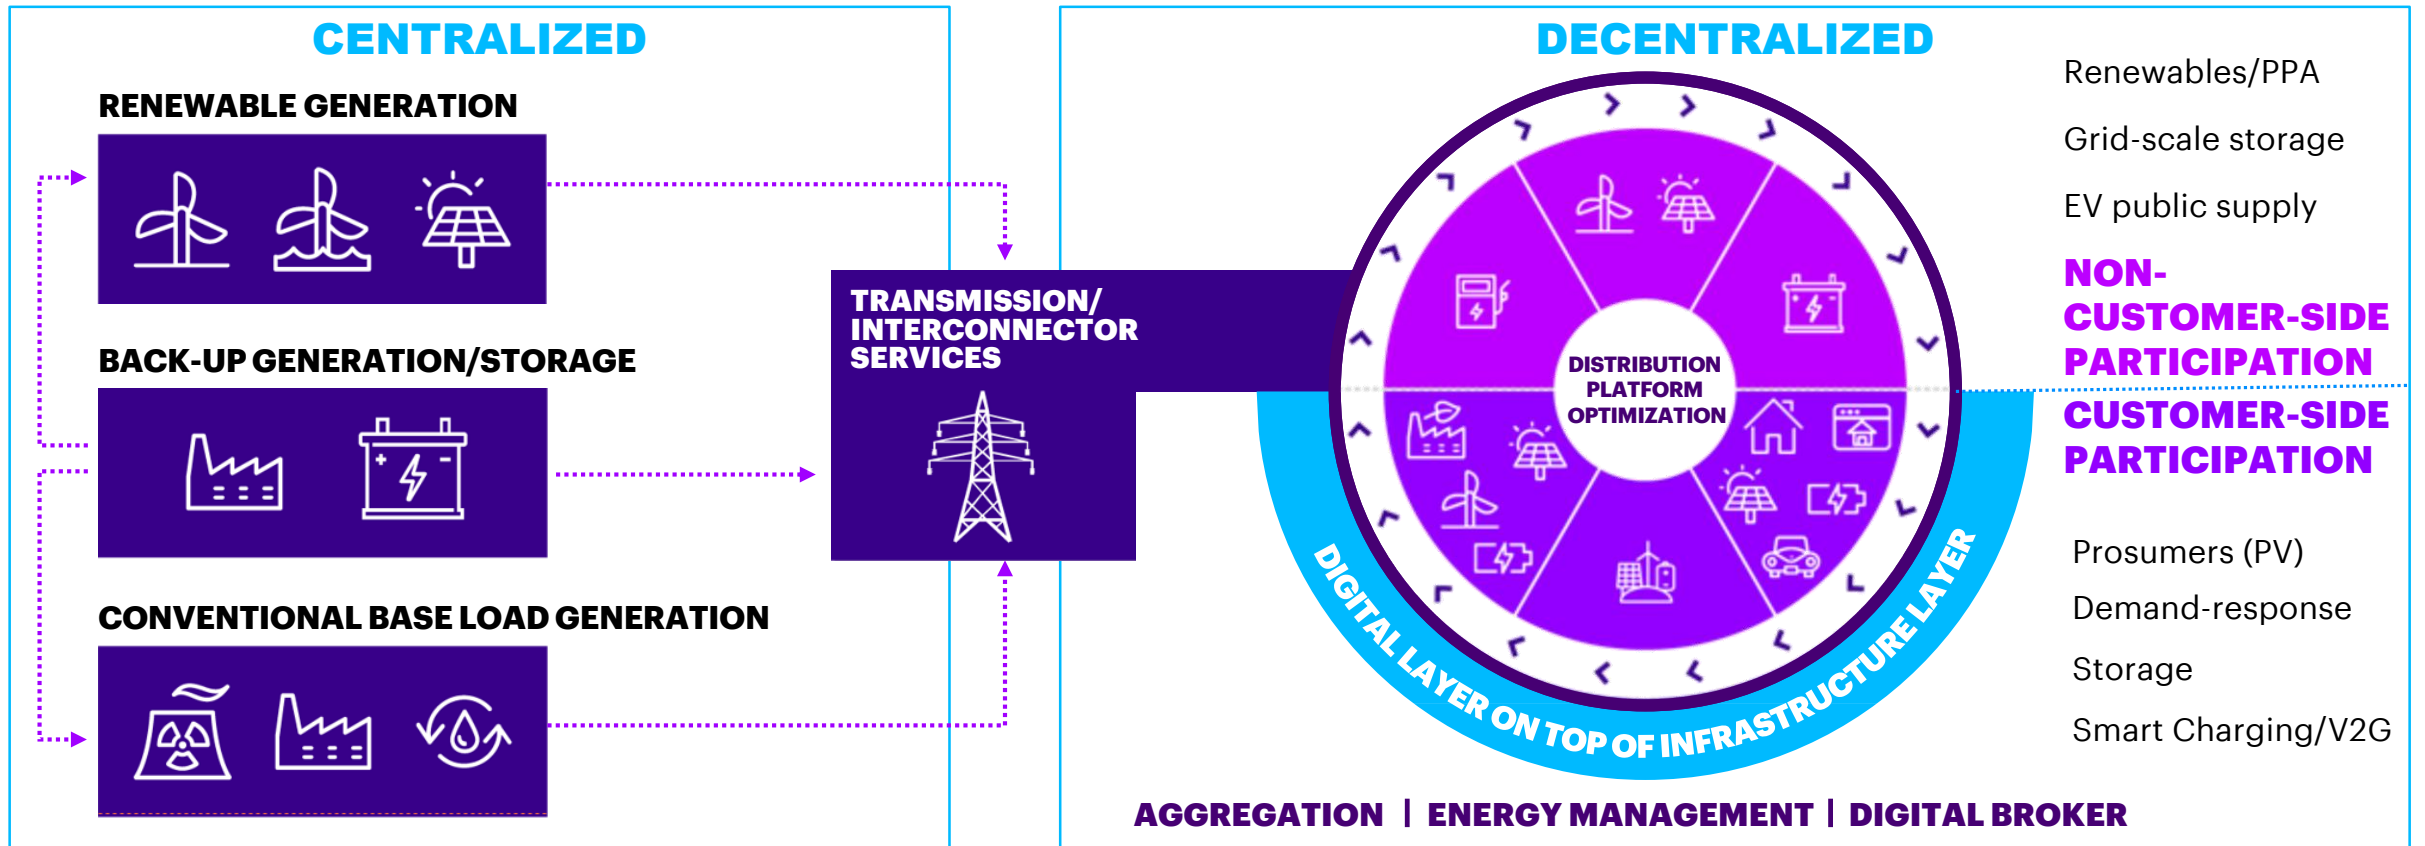 CENTRALIZED
RENEWABLE GENERATION
BACK-UP GENERATION/STORAGE
CONVENTIONAL BASE LOAD GENERATION
TRANSMISSION/
INTERCONNECTOR
SERVICES
DECENTRALIZED
DISTRIBUTION
PLATFORM
OPTIMIZATION
DIGITAL LAYER ON TOP OF INFRASTRUCTURE LAYER
AGGREGATION | ENERGY MANAGEMENT | DIGITAL BROKER
Renewables/PPA
Grid-scale storage
EV public supply
NON-
CUSTOMER-SIDE
PARTICIPATION
CUSTOMER-SIDE
PARTICIPATION
Prosumers (PV)
Demand-response
Storage
Smart Charging/V2G